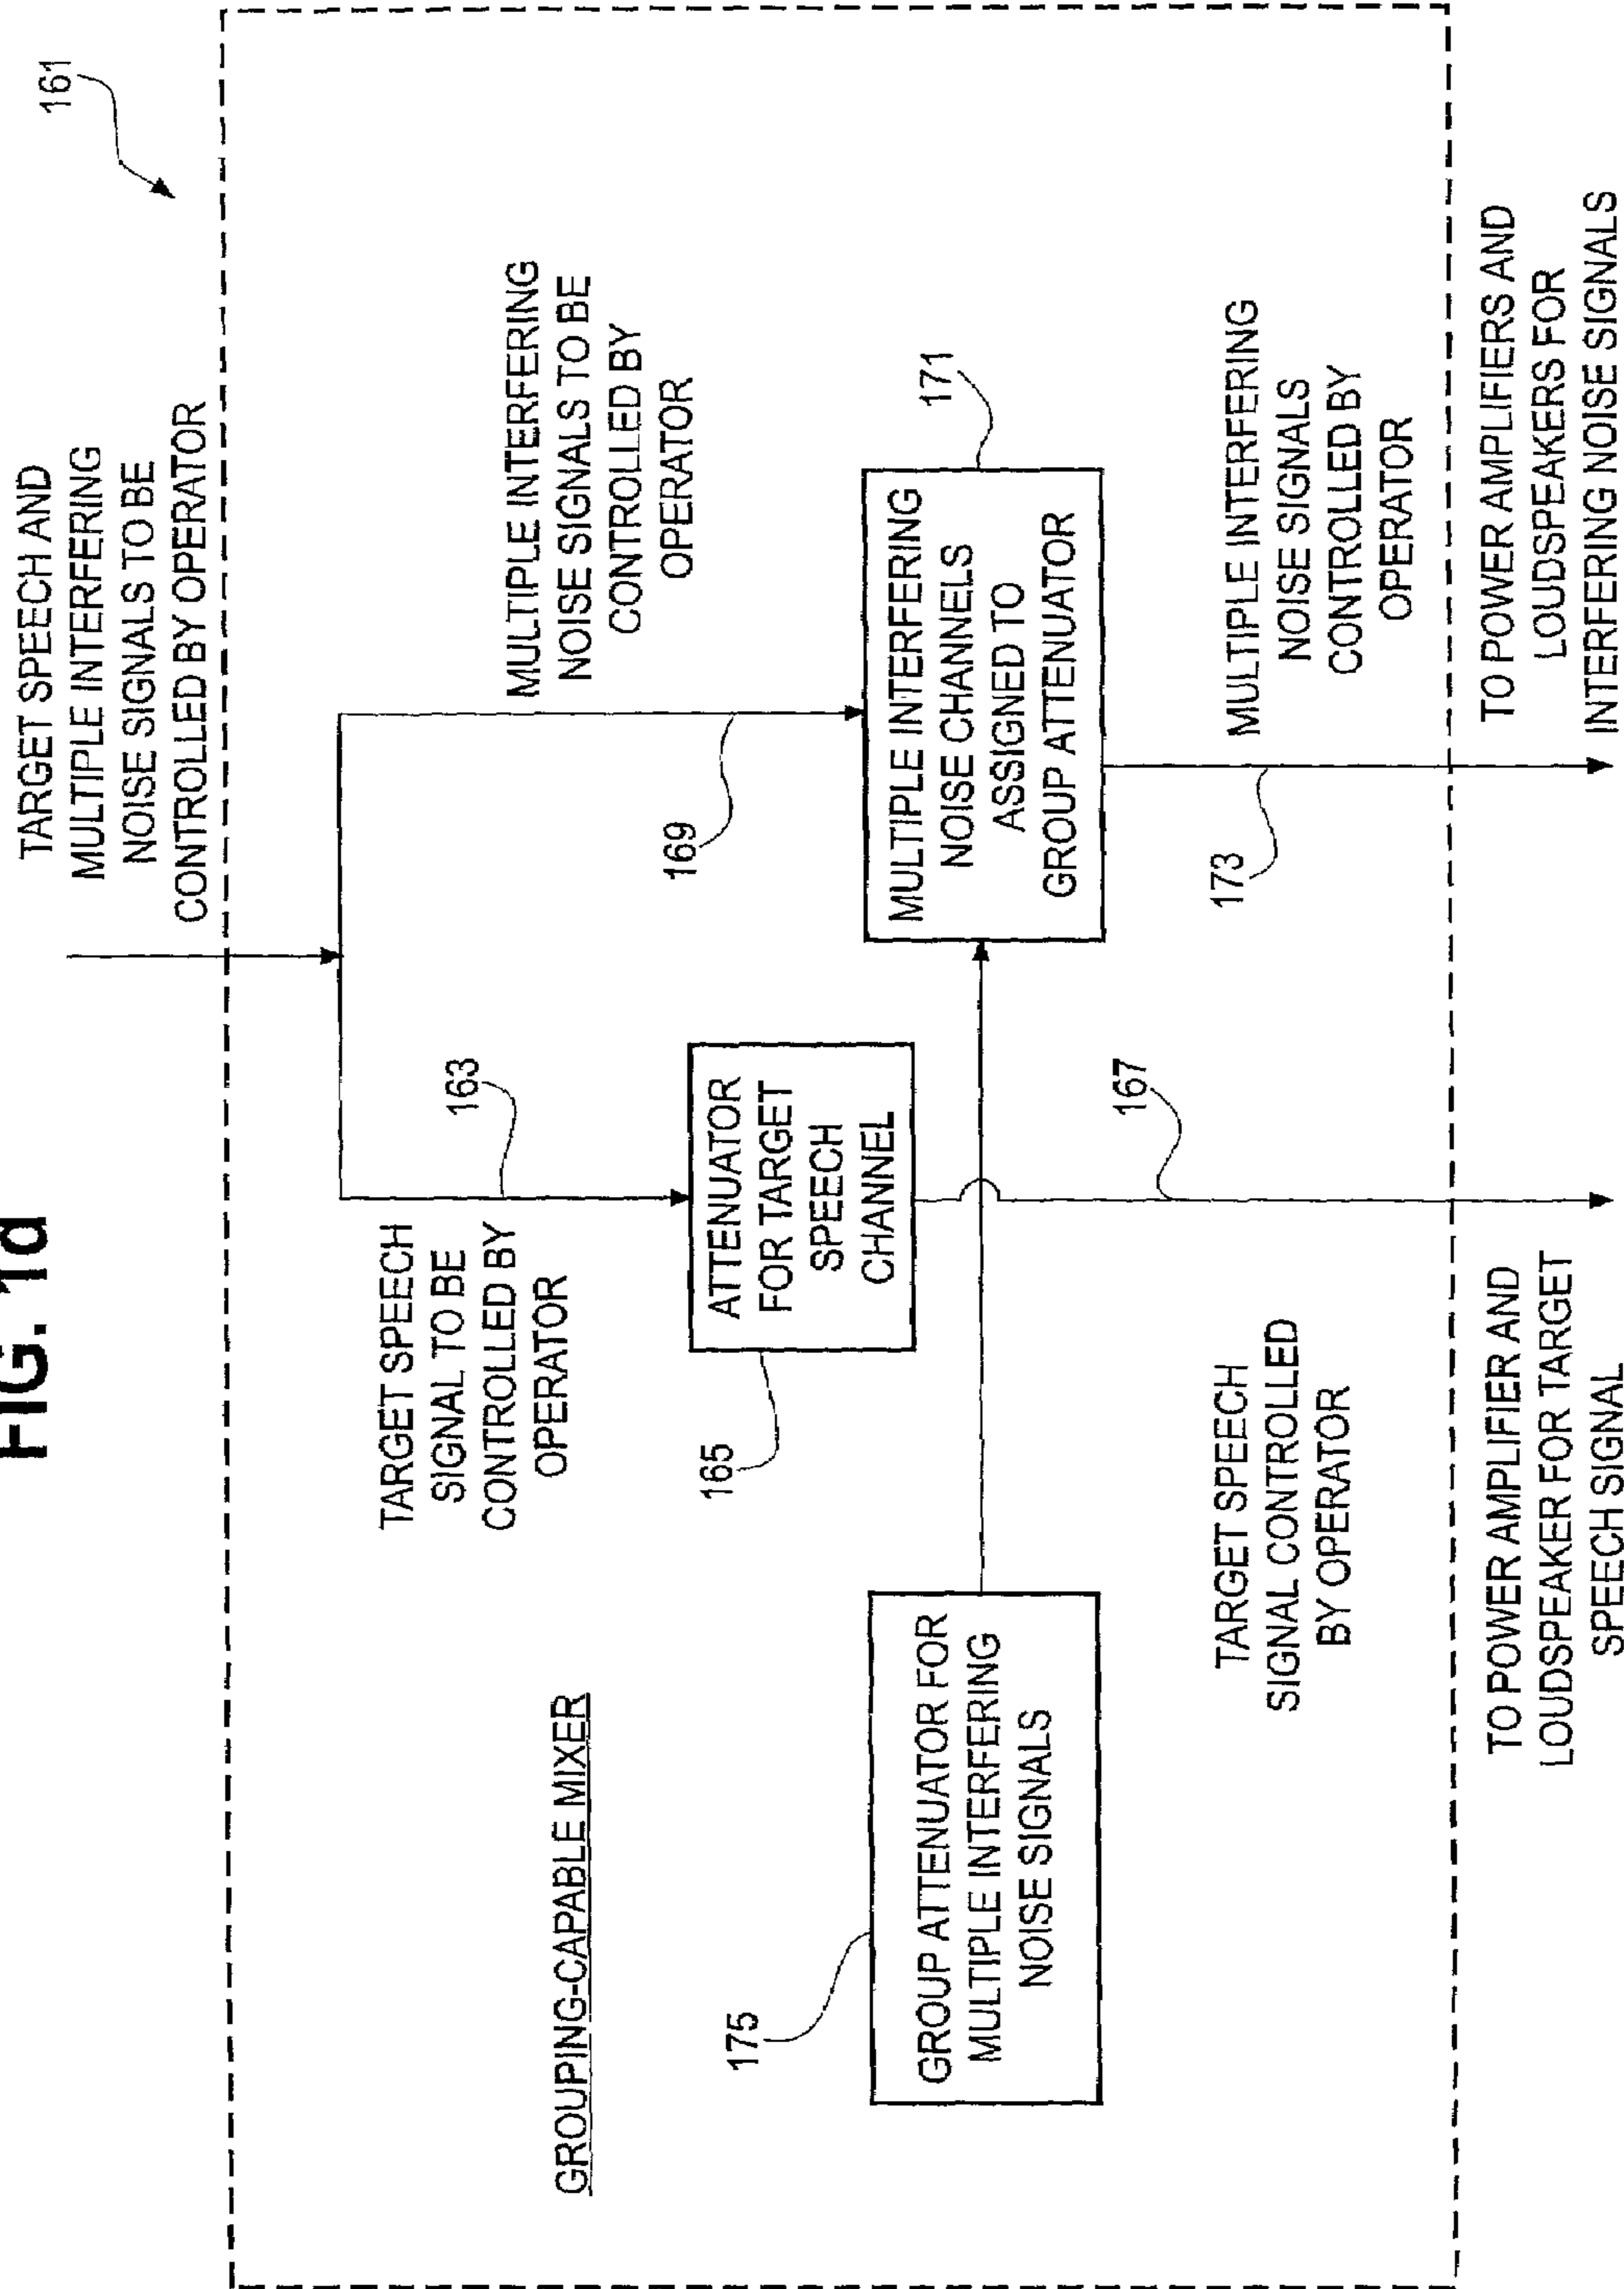 FIG. 1d
161
TARGET SPEECH AND
MULTIPLE INTERFERING
NOISE SIGNALS TO BE
CONTROLLED BY OPERATOR
GROUPING-CAPABLE MIXER
TARGET SPEECH
SIGNAL TO BE
CONTROLLED BY
OPERATOR
163
MULTIPLE INTERFERING
NOISE SIGNALS TO BE
CONTROLLED BY
OPERATOR
169
165
ATTENUATOR
FOR TARGET
SPEECH
CHANNEL
175
GROUP ATTENUATOR FOR
MULTIPLE INTERFERING
NOISE SIGNALS
171
MULTIPLE INTERFERING
NOISE CHANNELS
ASSIGNED TO
GROUP ATTENUATOR
TARGET SPEECH
SIGNAL CONTROLLED
BY OPERATOR
167
173
MULTIPLE INTERFERING
NOISE SIGNALS
CONTROLLED BY
OPERATOR
TO POWER AMPLIFIER AND
LOUDSPEAKER FOR TARGET
SPEECH SIGNAL
TO POWER AMPLIFIERS AND
LOUDSPEAKERS FOR
INTERFERING NOISE SIGNALS